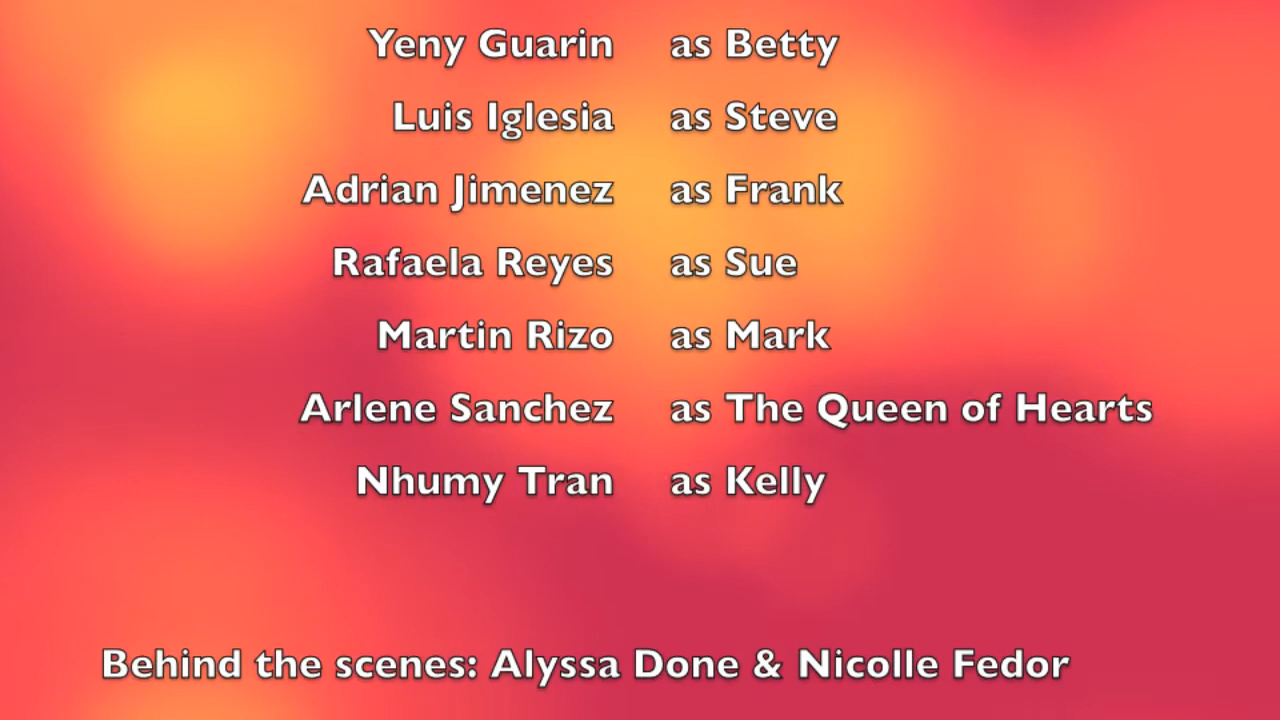 Yeny Guarin as Betty
Luis Iglesia as Steve
Adrian Jimenez as Frank
Rafaela Reyes as Sue
Martin Rizo as Mark
Arlene Sanchez as The Queen of Hearts
Nhumy Tran as Kelly
Behind the scenes: Alyssa Done & Nicolle Fedor